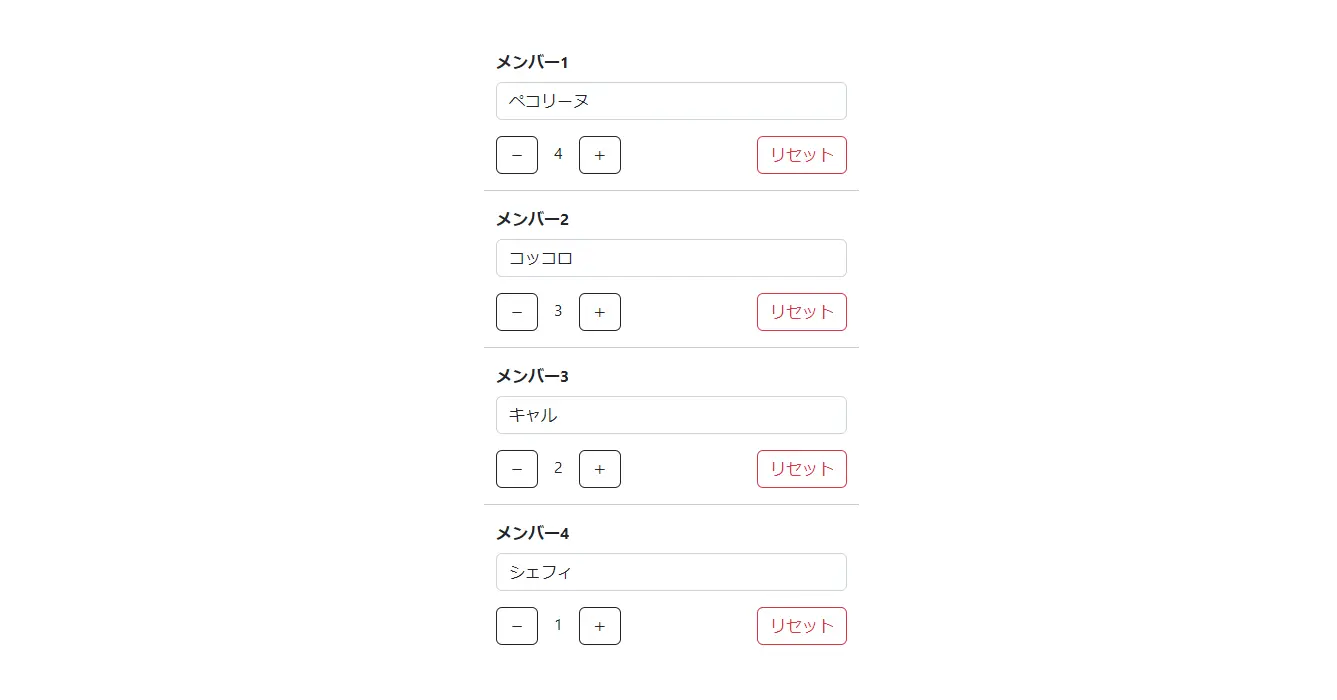 メンバー1
ペコリーヌ
− 4 + リセット
メンバー2
コッコロ
− 3 + リセット
メンバー3
キャル
− 2 + リセット
メンバー4
シェフィ
− 1 + リセット